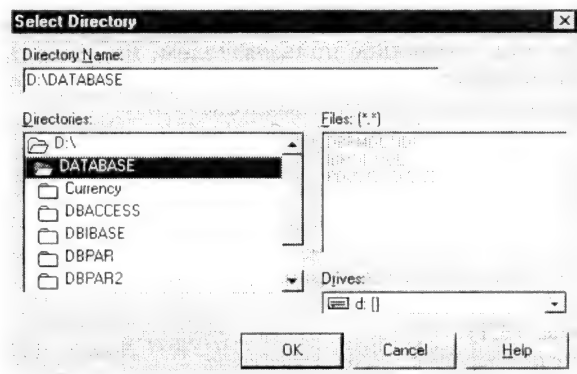 Select Directory
Directory Name:
D:\DATABASE
Directories:
D:\
DATABASE
Currency
DBACCESS
DBIBASE
DBPAR
DBPAR2
Files: (*.*)
Drives:
d: []
OK
Cancel
Help